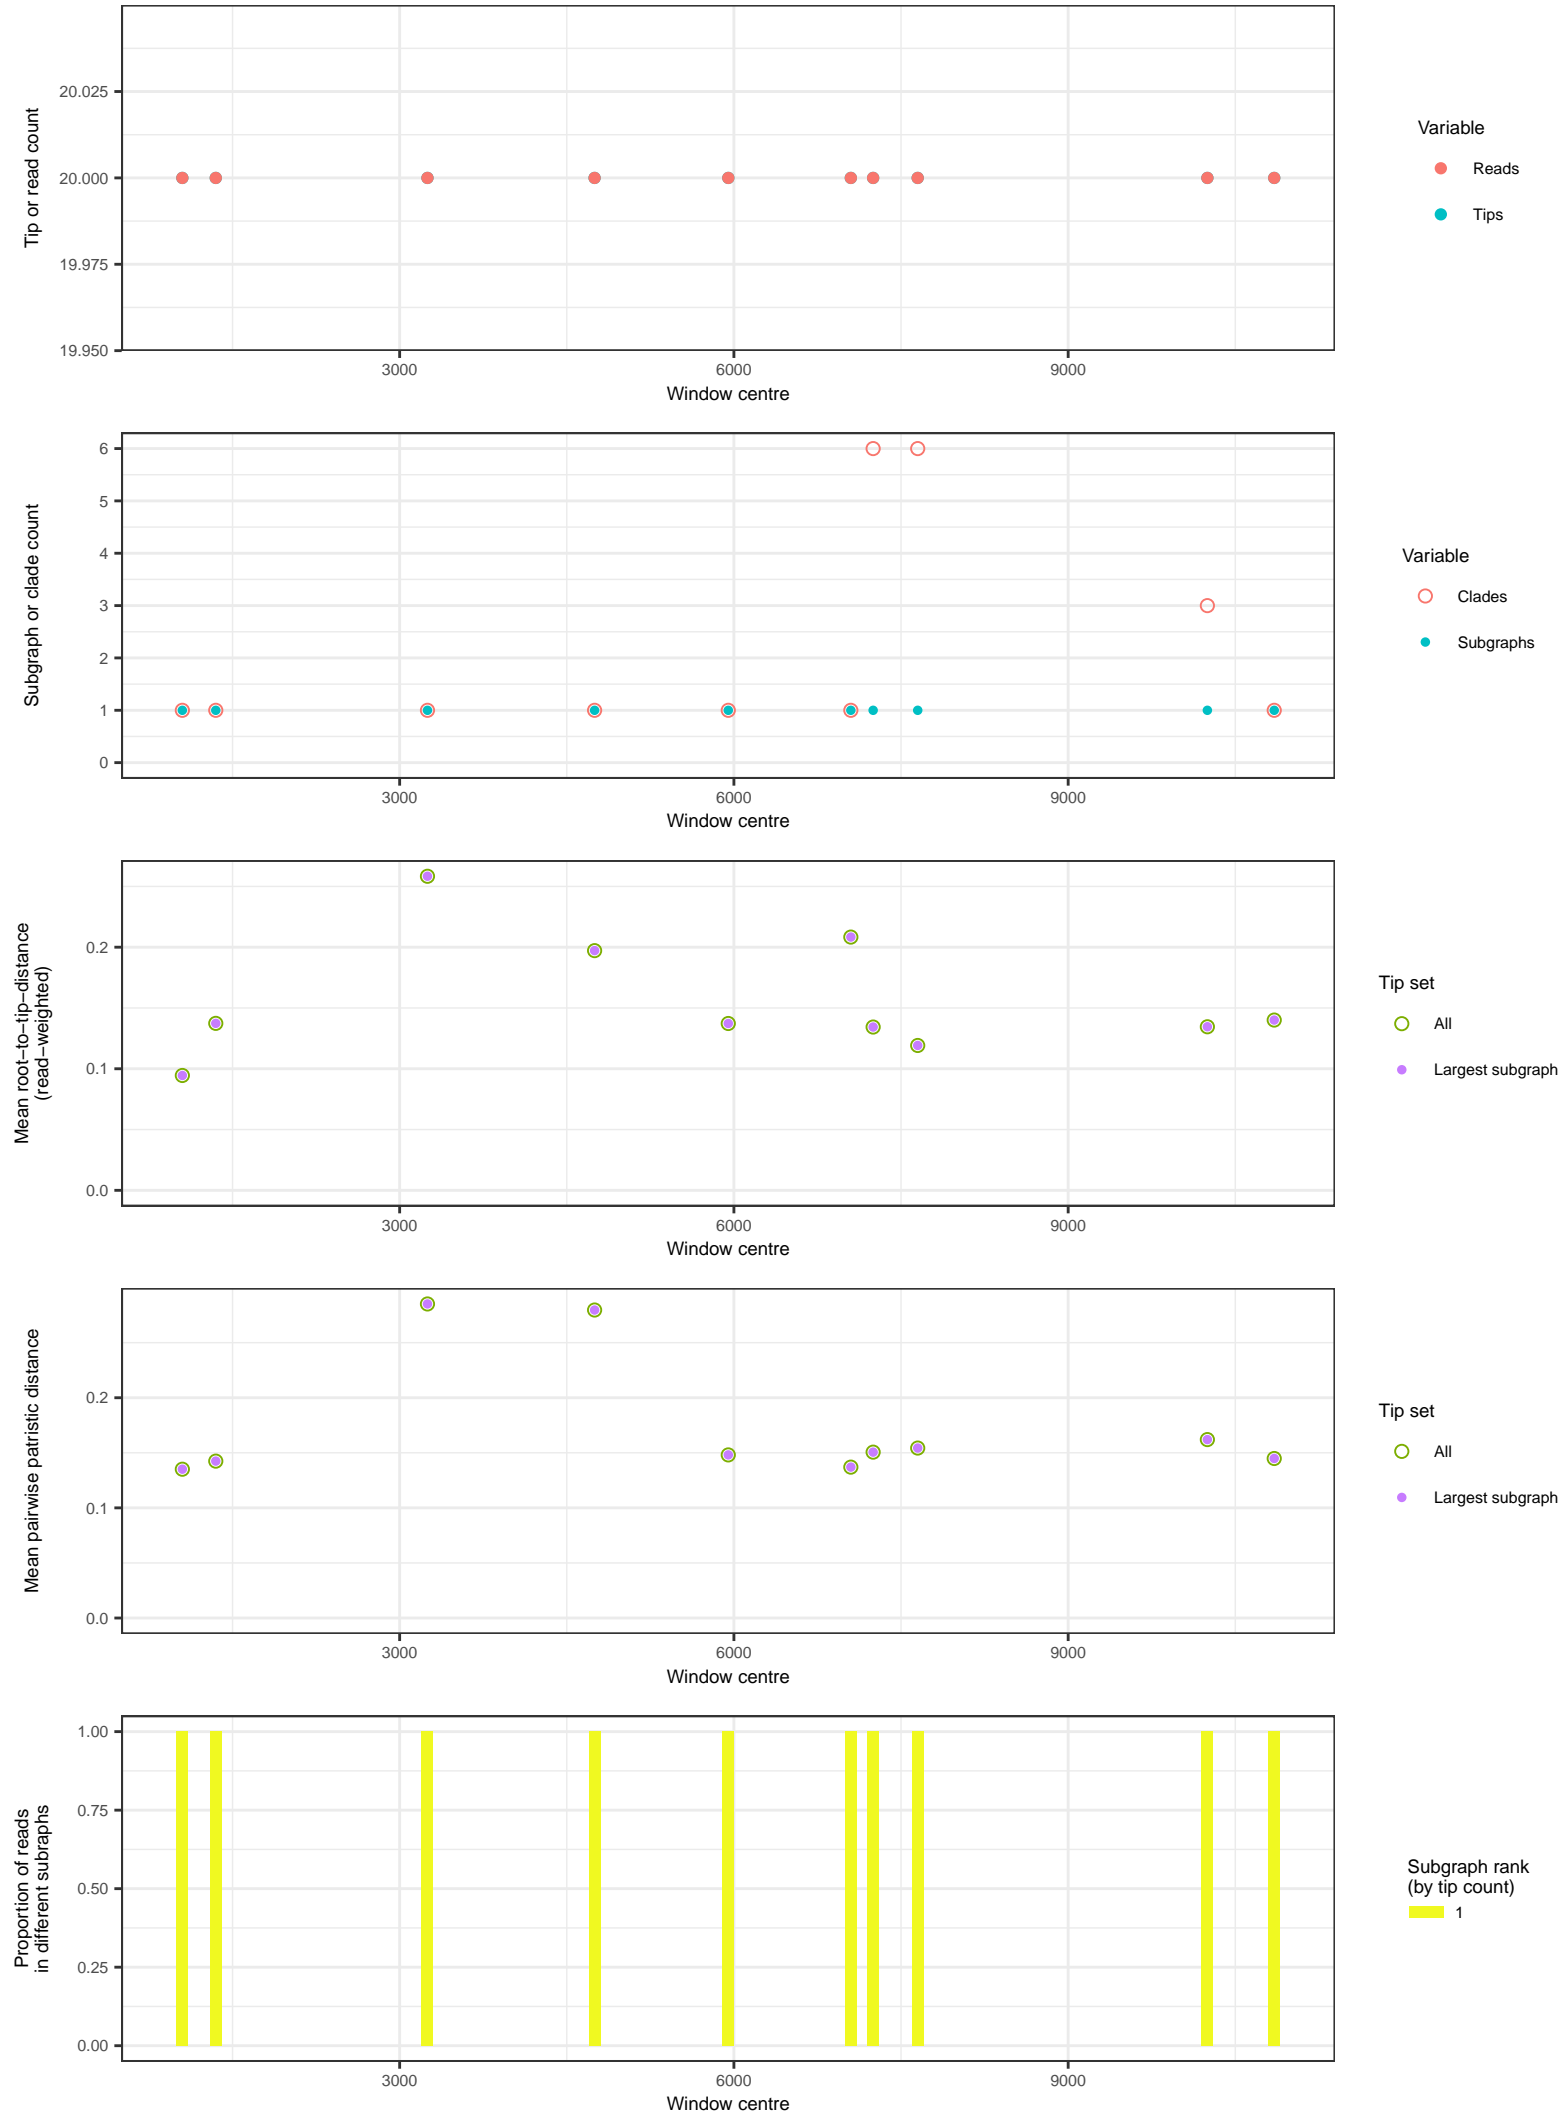 20.025
20.000
19.975
19.950
Tip or read count
3000 6000 9000
Window centre
Variable
Reads
Tips
6
5
4
3
2
1
0
Subgraph or clade count
3000 6000 9000
Window centre
Variable
Clades
Subgraphs
0.2
0.1
0.0
Mean root−to−tip−distance
(read−weighted)
3000 6000 9000
Window centre
Tip set
All
Largest subgraph
0.2
0.1
0.0
Mean pairwise patristic distance
3000 6000 9000
Window centre
Tip set
All
Largest subgraph
1.00
0.75
0.50
0.25
0.00
Proportion of reads
in different subraphs
3000 6000 9000
Window centre
Subgraph rank
(by tip count)
1